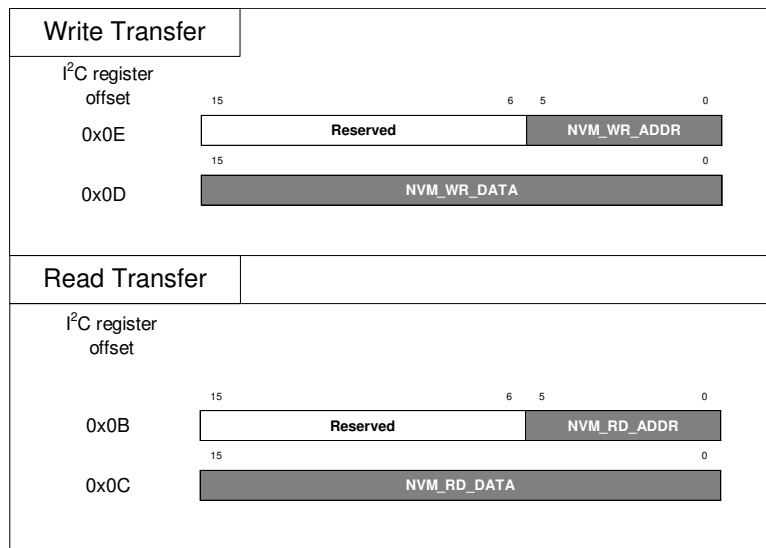 Write Transfer
I²C register
offset
15 6 5 0
0x0E Reserved NVM_WR_ADDR
15 0
0x0D NVM_WR_DATA
Read Transfer
I²C register
offset
15 6 5 0
0x0B Reserved NVM_RD_ADDR
15 0
0x0C NVM_RD_DATA